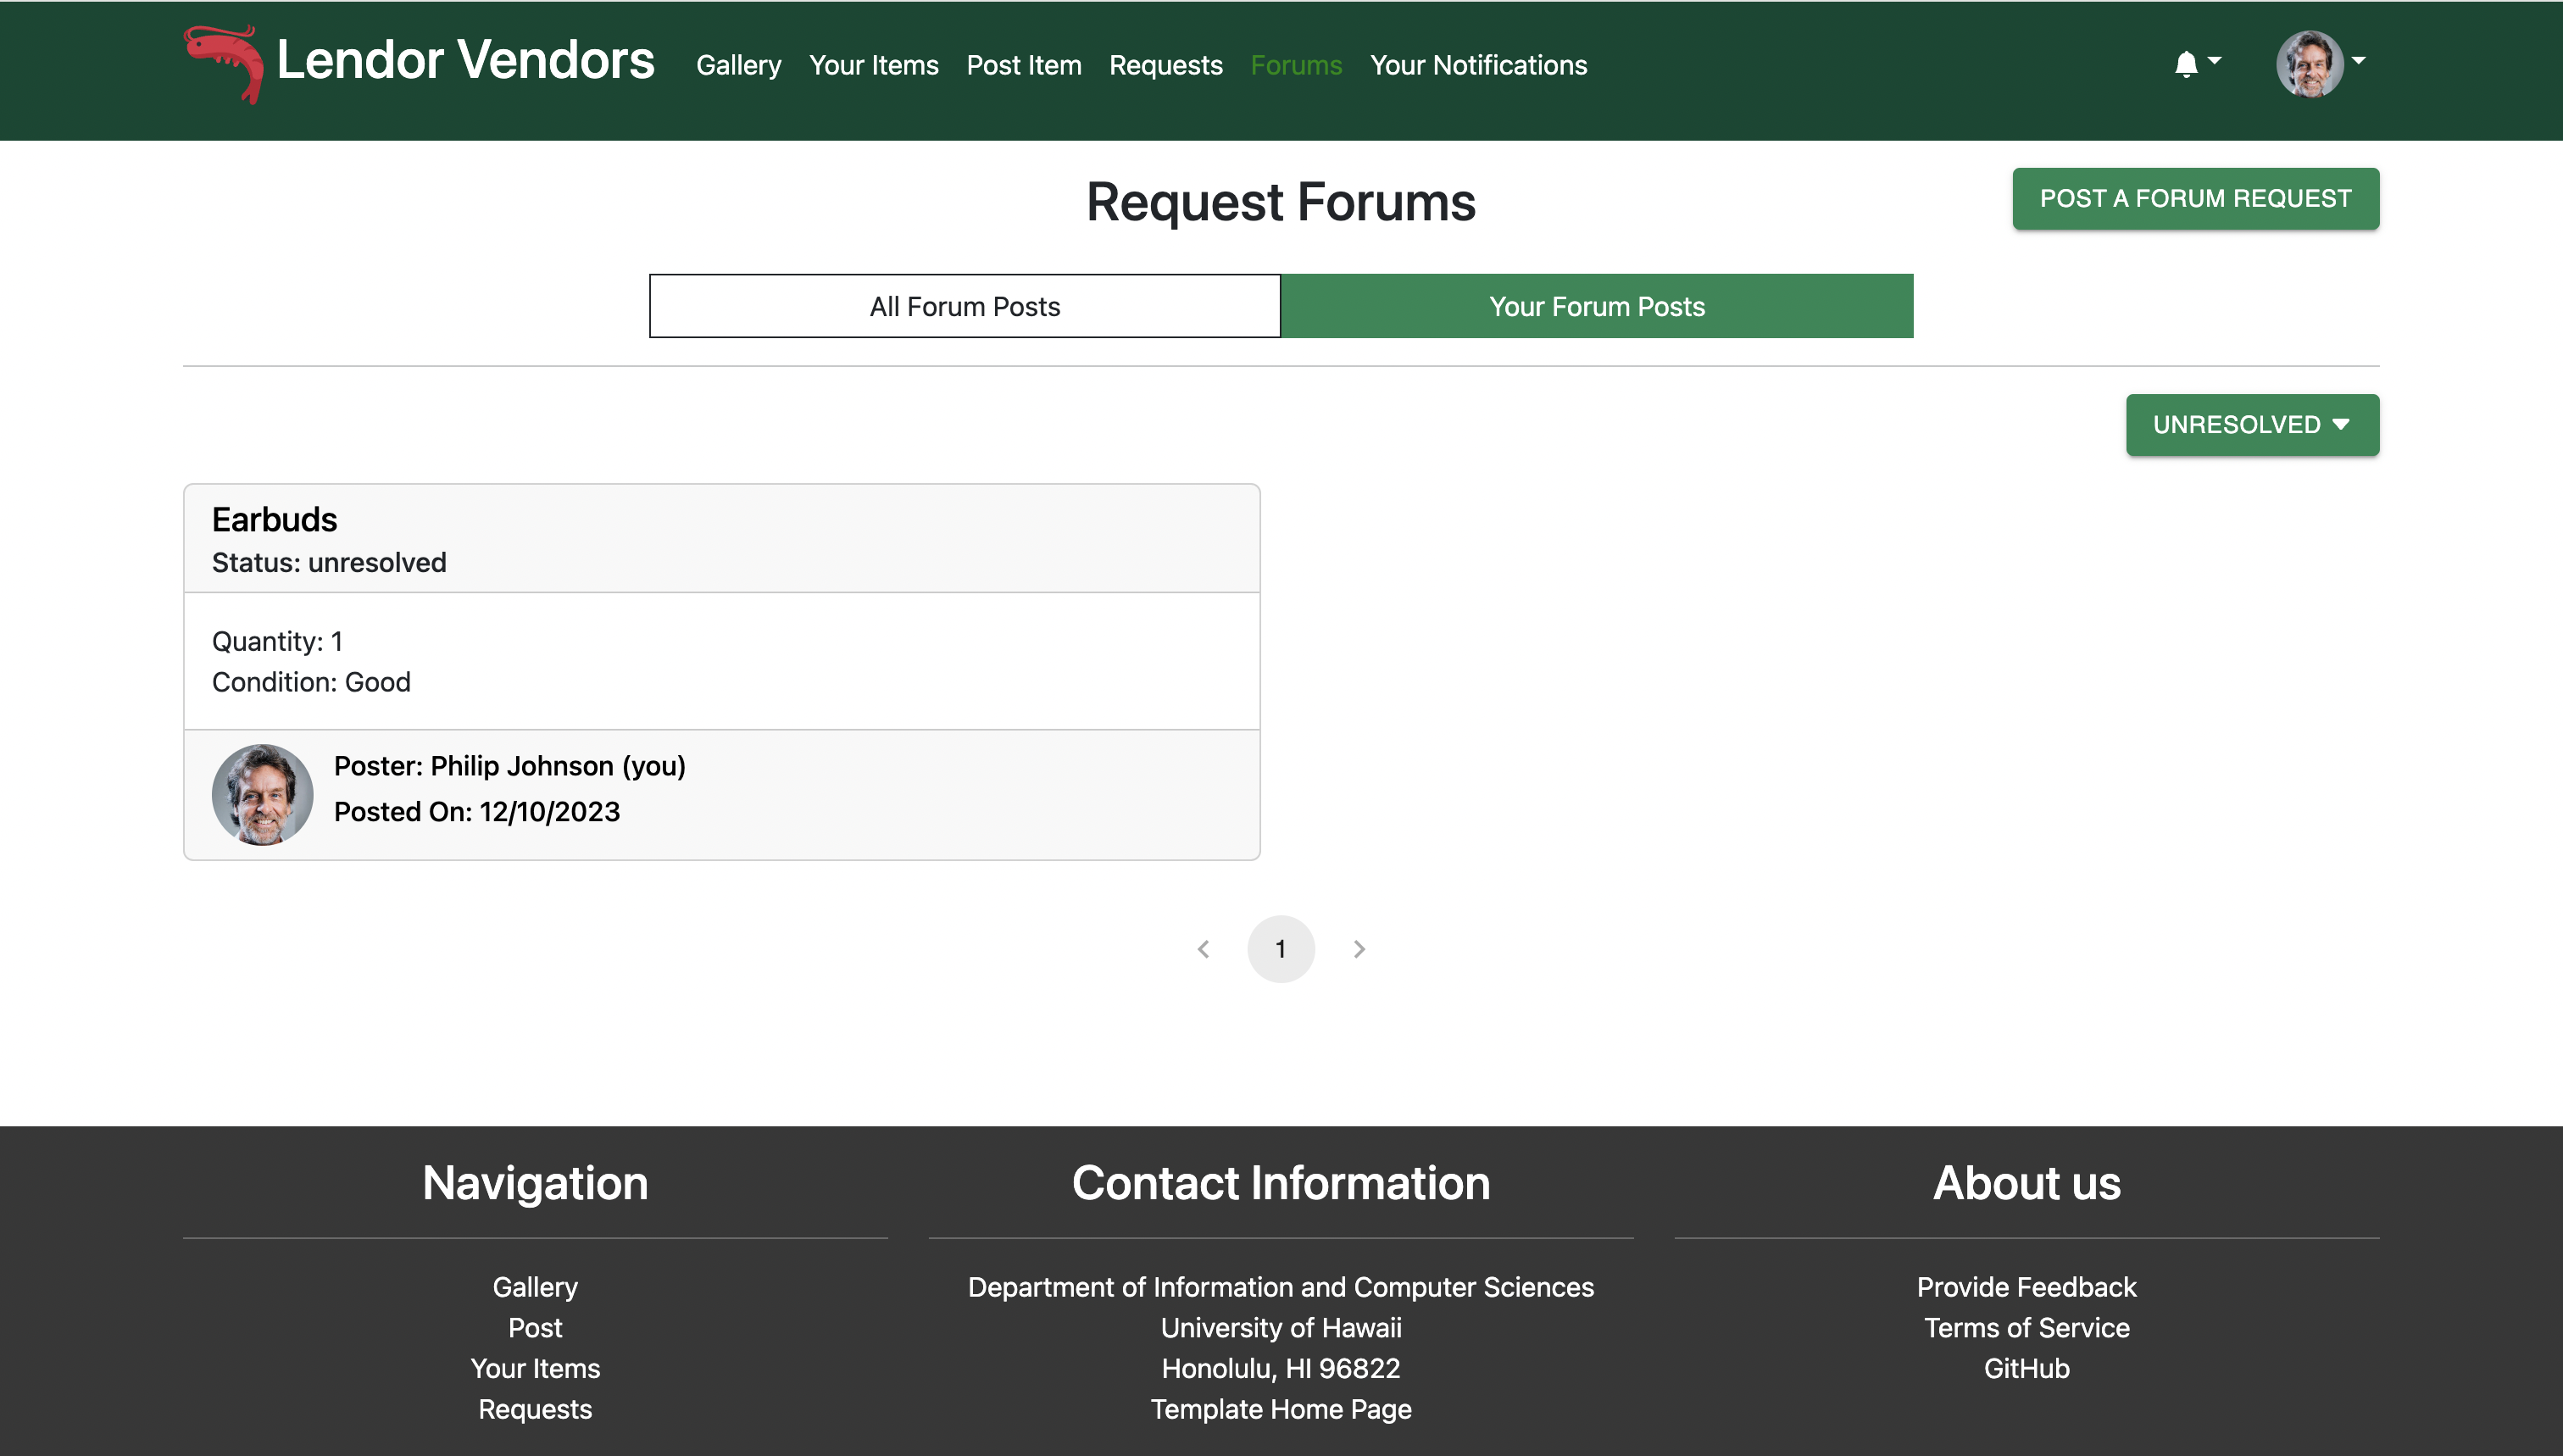 Lendor Vendors
Gallery Your Items Post Item Requests Forums Your Notifications
Request Forums
POST A FORUM REQUEST
All Forum Posts
Your Forum Posts
UNRESOLVED
Earbuds
Status: unresolved
Quantity: 1
Condition: Good
Poster: Philip Johnson (you)
Posted On: 12/10/2023
1
Navigation
Gallery
Post
Your Items
Requests
Contact Information
Department of Information and Computer Sciences
University of Hawaii
Honolulu, HI 96822
Template Home Page
About us
Provide Feedback
Terms of Service
GitHub